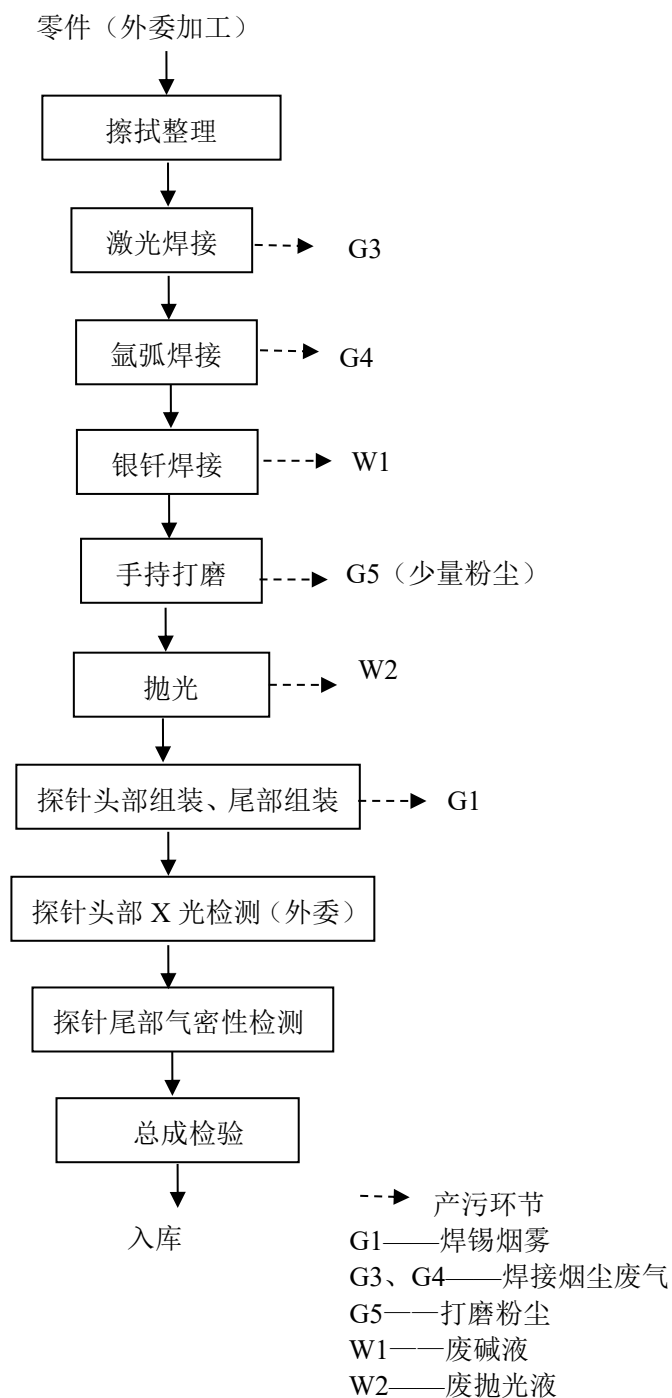 零件（外委加工）
擦拭整理
激光焊接
G3
氩弧焊接
G4
银钎焊接
W1
手持打磨
G5（少量粉尘）
抛光
W2
探针头部组装、尾部组装
G1
探针头部 X 光检测（外委）
探针尾部气密性检测
总成检验
入库
产污环节
G1——焊锡烟雾
G3、G4——焊接烟尘废气
G5——打磨粉尘
W1——废碱液
W2——废抛光液